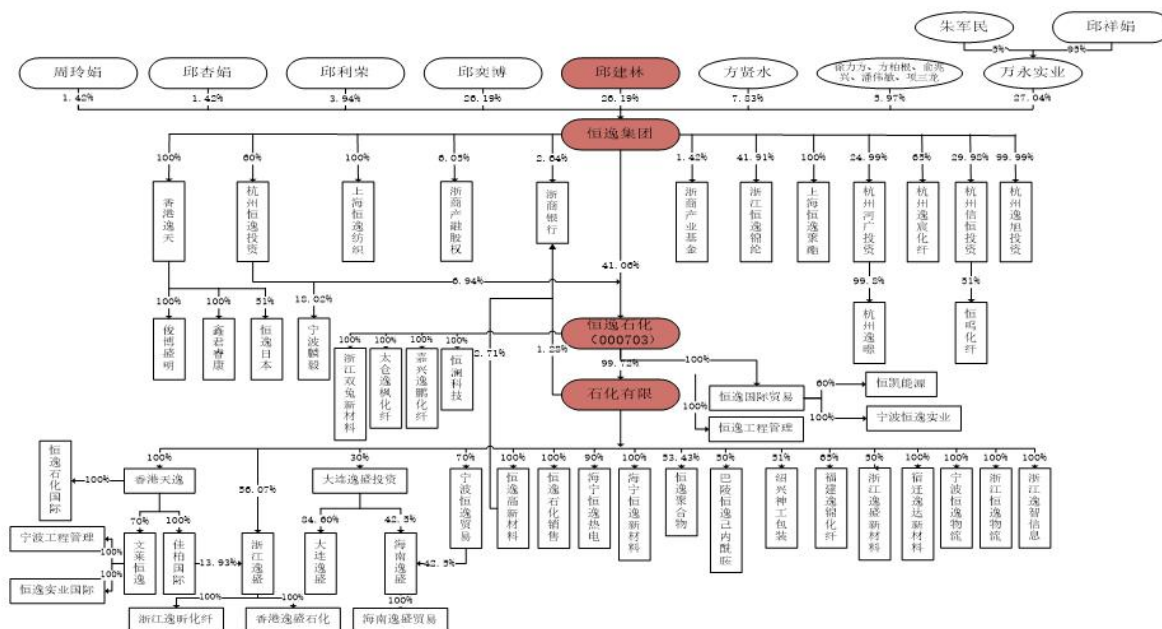 朱军民
邱祥娟
5%
95%
周玲娟
邱杏娟
邱利荣
邱奕博
邱建林
方贤水
徐力方、方柏根、俞兆兴、潘伟敏、项三龙
万永实业
1.42%
1.42%
3.94%
26.19%
26.19%
7.83%
5.97%
27.04%
恒逸集团
100%
60%
100%
6.05%
2.64%
1.42%
41.91%
100%
24.99%
65%
29.98%
99.99%
香港逸天
杭州恒逸投资
上海恒逸纺织
浙商产融股权
浙商银行
浙商产业基金
浙江恒逸锦纶
上海恒逸聚酯
杭州河广投资
杭州逸宸化纤
杭州信恒投资
杭州逸旭投资
6.94%
41.06%
99.8%
51%
100%
100%
51%
18.02%
俊博盛明
鑫君睿康
恒逸日本
宁波麟毅
杭州逸暻
恒鸣化纤
恒逸石化
(000703)
100%
100%
100%
100%
2.71%
1.28%
99.72%
100%
浙江双兔新材料
太仓逸枫化纤
嘉兴逸鹏化纤
恒澜科技
石化有限
恒逸国际贸易
60%
恒凯能源
100%
宁波恒逸实业
100%
恒逸工程管理
100%
56.07%
30%
70%
100%
100%
90%
100%
53.43%
50%
51%
65%
50%
100%
100%
100%
100%
恒逸石化国际
100%
香港天逸
大连逸盛投资
宁波恒逸贸易
恒逸高新材料
恒逸石化销售
海宁恒逸热电
海宁恒逸新材料
恒逸聚合物
巴陵恒逸己内酰胺
绍兴神工包装
福建逸锦化纤
浙江逸盛新材料
宿迁逸达新材料
宁波恒逸物流
浙江恒逸物流
浙江逸智信息
70%
100%
84.60%
42.5%
宁波工程管理
100%
文莱恒逸
佳柏国际
13.93%
浙江逸盛
大连逸盛
海南逸盛
42.5%
100%
恒逸实业国际
100%
100%
100%
浙江逸昕化纤
香港逸盛石化
海南逸盛贸易